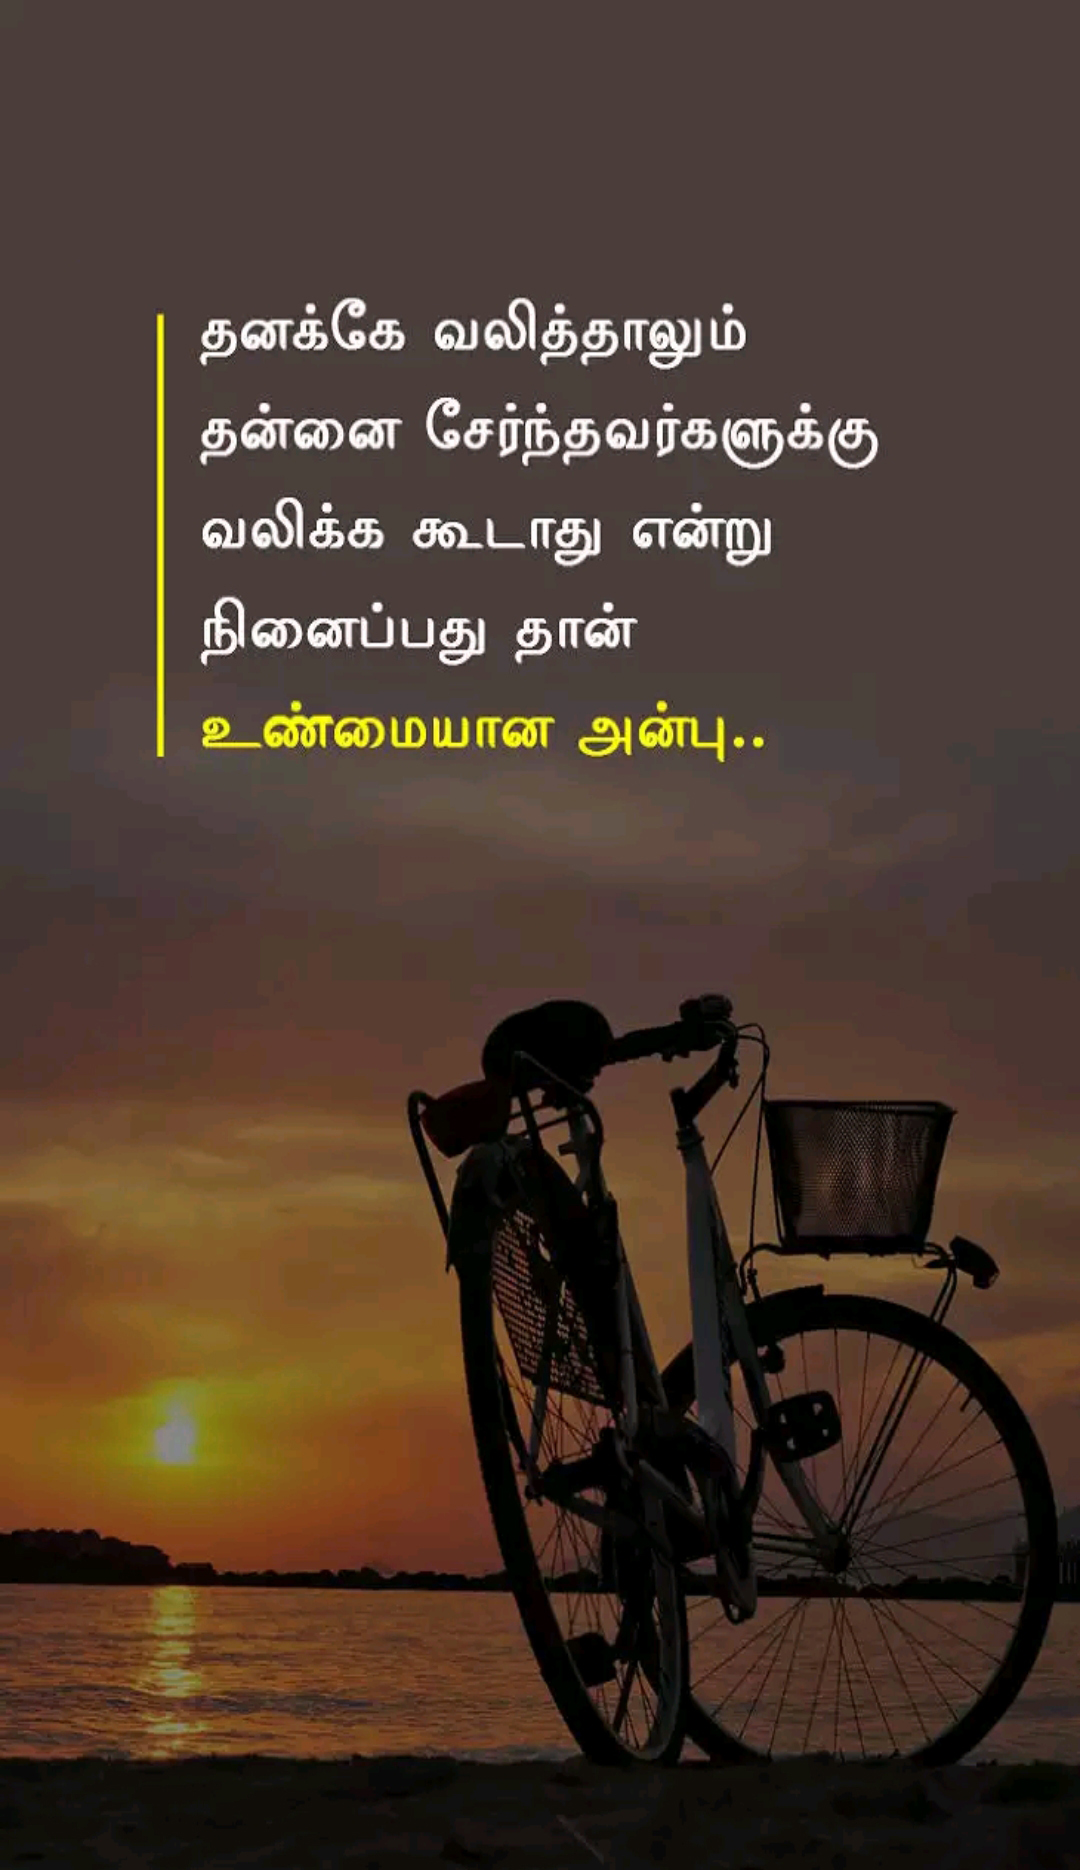 தனக்கே வலித்தாலும்
தன்னை சேர்ந்தவர்களுக்கு
வலிக்க கூடாது என்று
நினைப்பது தான்
உண்மையான அன்பு..